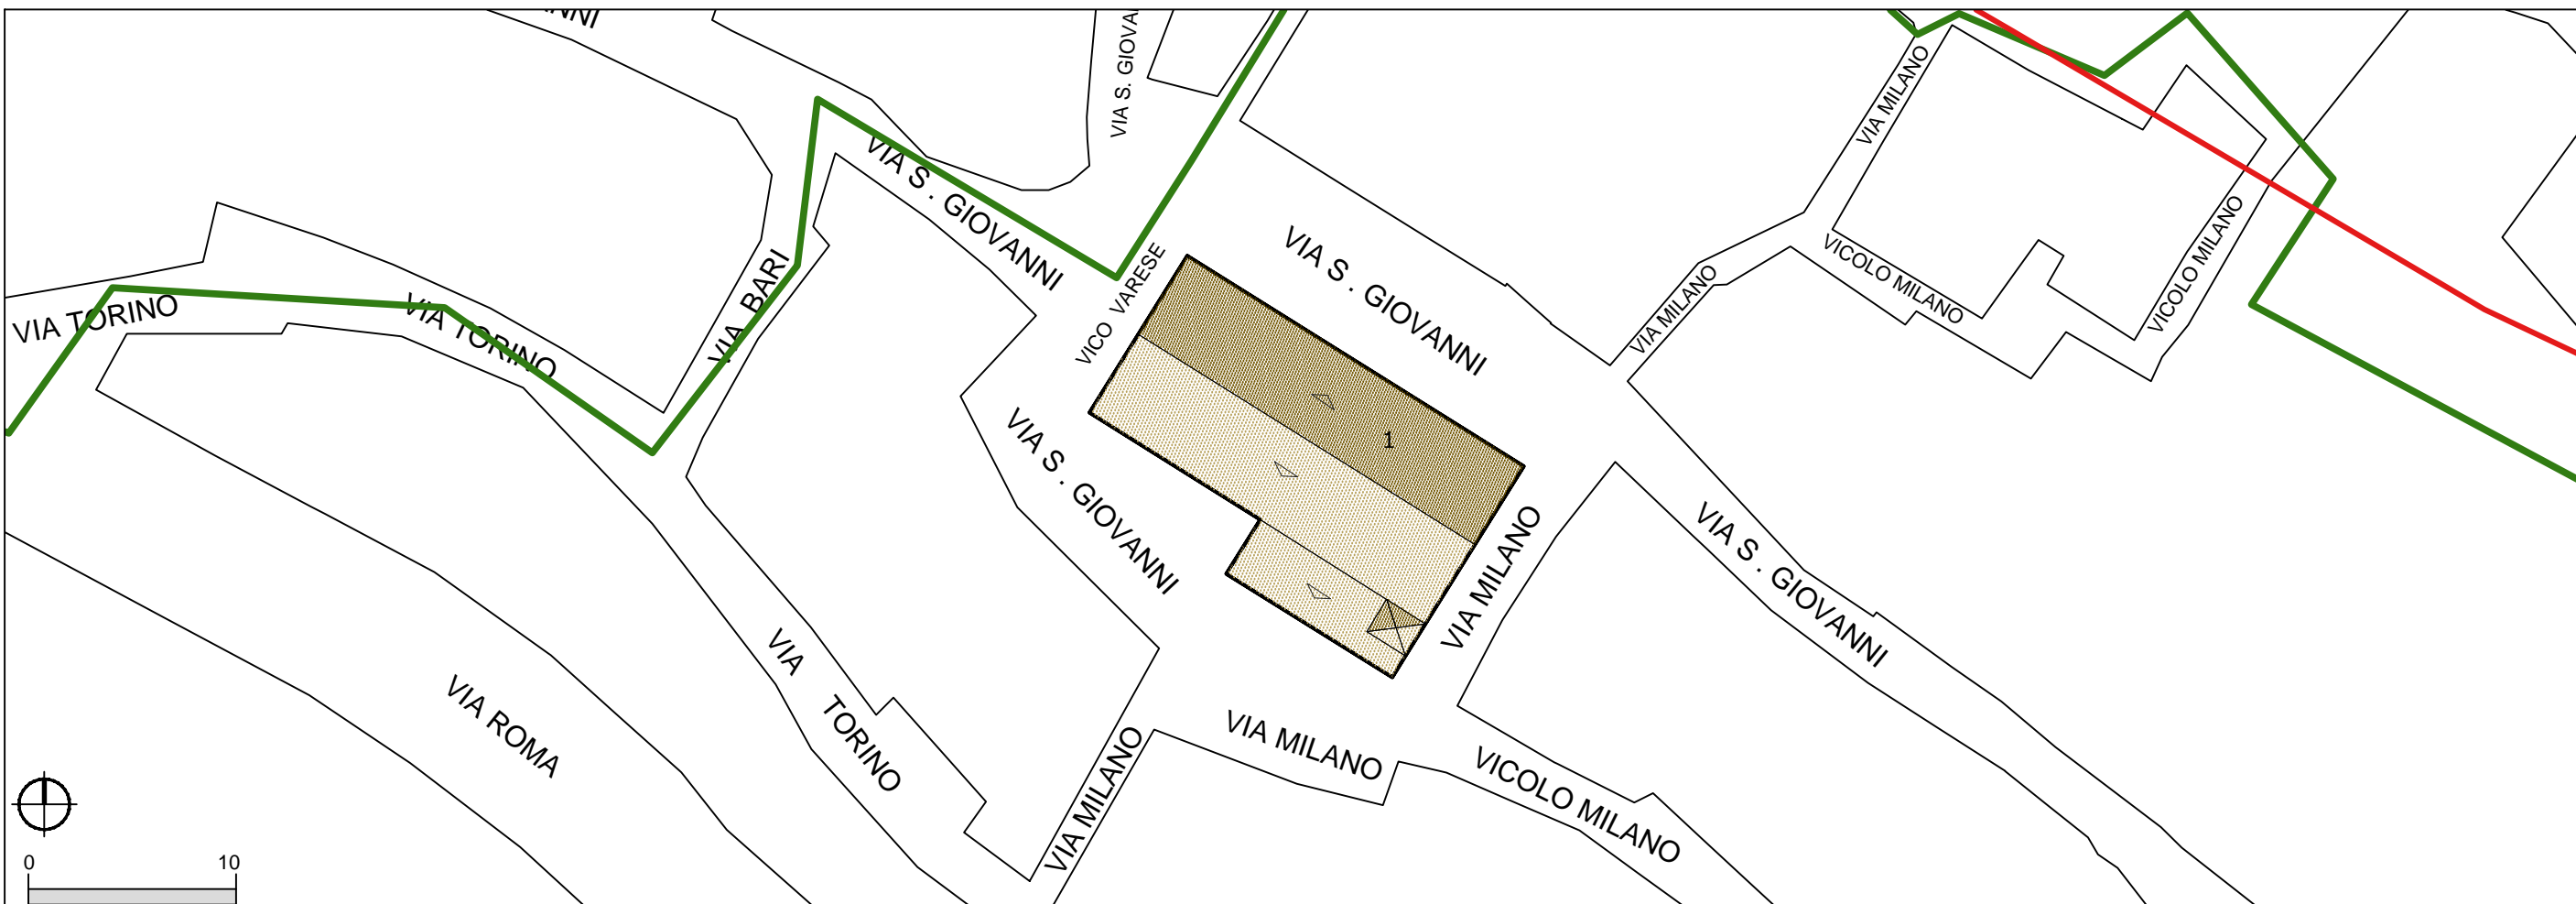 VIA S. GIOVA
VIA MILANO
VIA S . GIOVANNI
VIA S . GIOVANNI
VICO VARESE
VICOLO MILANO
VICOLO MILANO
VIA TORINO
VIA TORINO
VIA BARI
VIA MILANO
VIA S . GIOVANNI
1
VIA MILANO
VIA S . GIOVANNI
VIA TORINO
VIA ROMA
VIA MILANO
VIA MILANO
VICOLO MILANO
0 10